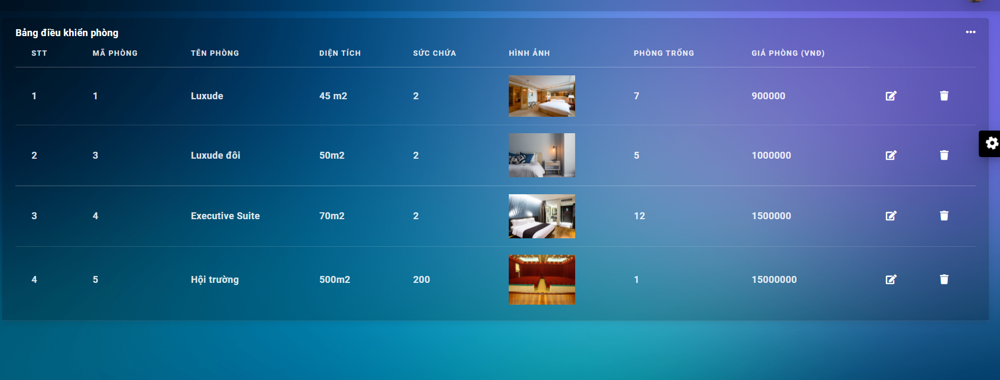 Bảng điều khiển phòng
STT MÃ PHÒNG TÊN PHÒNG DIỆN TÍCH SỨC CHỨA HÌNH ẢNH PHÒNG TRỐNG GIÁ PHÒNG (VNĐ)
1 1 Luxude 45 m2 2 7 900000
2 3 Luxude đôi 50m2 2 5 1000000
3 4 Executive Suite 70m2 2 12 1500000
4 5 Hội trường 500m2 200 1 15000000